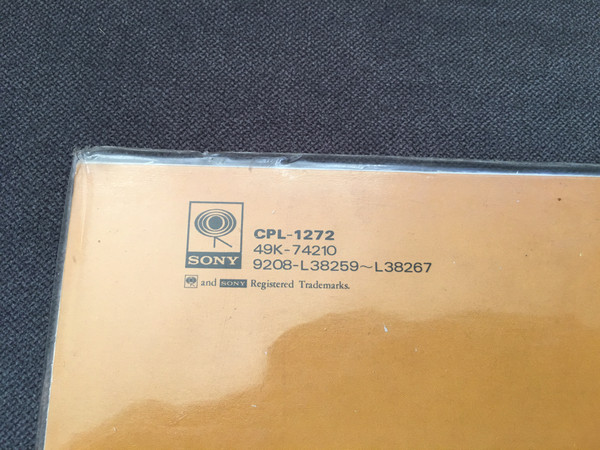 SONY
CPL-1272
49K-74210
9208-L38259~L38267
and SONY Registered Trademarks.